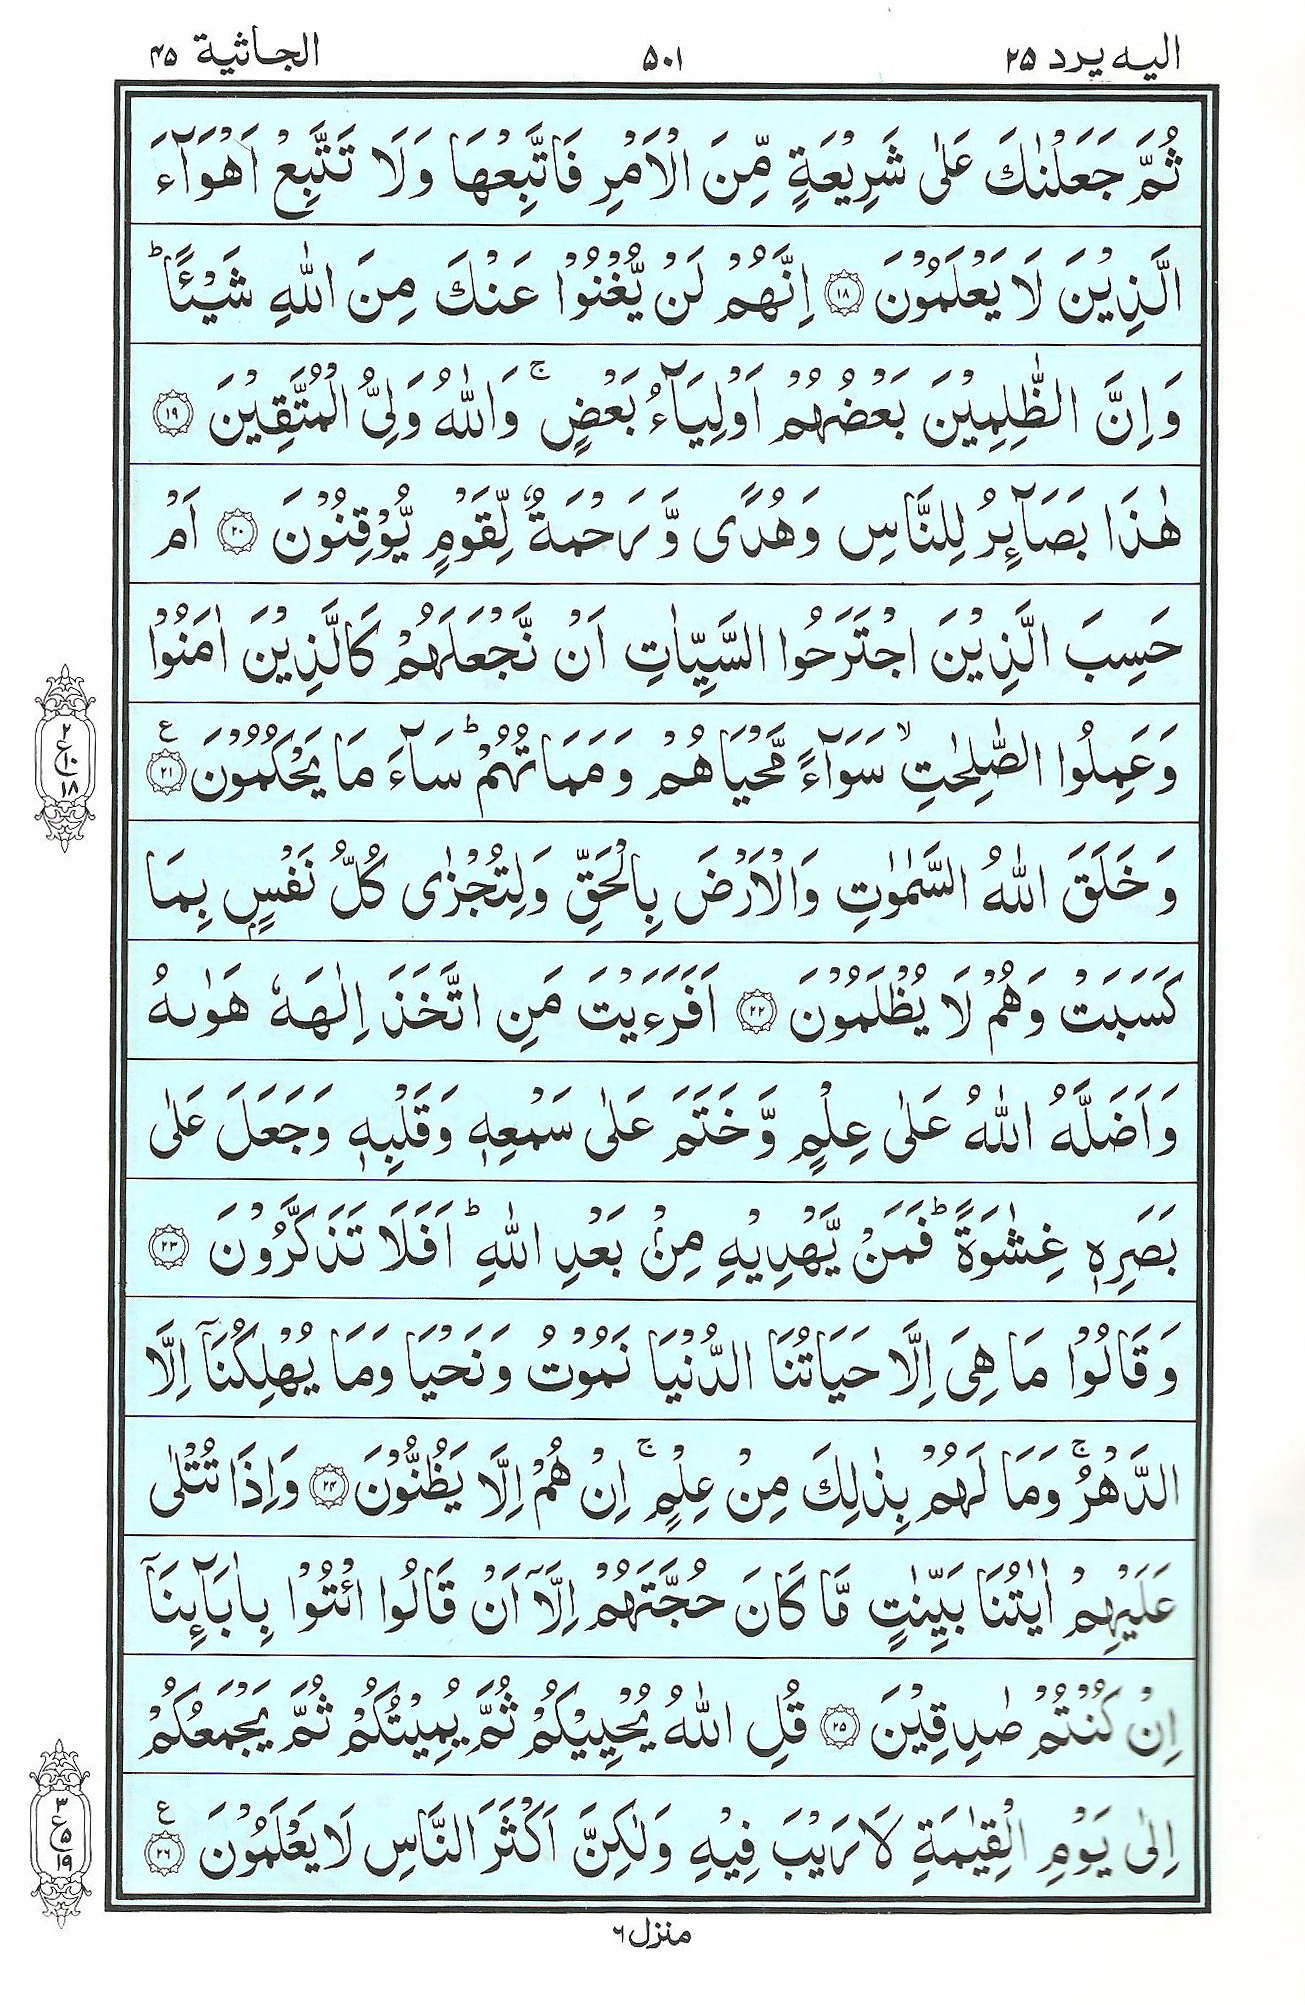 اليه يرد ٢٥
٥٠١
الجاثية ٤٥
ثُمَّ جَعَلْنٰكَ عَلٰى شَرِيْعَةٍ مِّنَ الْاَمْرِ فَاتَّبِعْهَا وَلَا تَتَّبِعْ اَهْوَآءَ
الَّذِيْنَ لَا يَعْلَمُوْنَ ١٨ اِنَّهُمْ لَنْ يُّغْنُوْا عَنْكَ مِنَ اللّٰهِ شَيْـًٔا ؕ
وَاِنَّ الظّٰلِمِيْنَ بَعْضُهُمْ اَوْلِيَآءُ بَعْضٍ ۚ وَاللّٰهُ وَلِىُّ الْمُتَّقِيْنَ ١٩
هٰذَا بَصَآئِرُ لِلنَّاسِ وَهُدًى وَّرَحْمَةٌ لِّقَوْمٍ يُّوْقِنُوْنَ ٢٠ اَمْ
حَسِبَ الَّذِيْنَ اجْتَرَحُوا السَّيِّاٰتِ اَنْ نَّجْعَلَهُمْ كَالَّذِيْنَ اٰمَنُوْا
وَعَمِلُوا الصّٰلِحٰتِ ۙ سَوَآءً مَّحْيَاهُمْ وَمَمَاتُهُمْ ؕ سَآءَ مَا يَحْكُمُوْنَ ٢١ ع
٢
ع ١٠
١٨
وَخَلَقَ اللّٰهُ السَّمٰوٰتِ وَالْاَرْضَ بِالْحَقِّ وَلِتُجْزٰى كُلُّ نَفْسٍۭ بِمَا
كَسَبَتْ وَهُمْ لَا يُظْلَمُوْنَ ٢٢ اَفَرَءَيْتَ مَنِ اتَّخَذَ اِلٰهَهٗ هَوٰىهُ
وَاَضَلَّهُ اللّٰهُ عَلٰى عِلْمٍ وَّخَتَمَ عَلٰى سَمْعِهٖ وَقَلْبِهٖ وَجَعَلَ عَلٰى
بَصَرِهٖ غِشٰوَةً ؕ فَمَنْ يَّهْدِيْهِ مِنْۢ بَعْدِ اللّٰهِ ؕ اَفَلَا تَذَكَّرُوْنَ ٢٣
وَقَالُوْا مَا هِىَ اِلَّا حَيَاتُنَا الدُّنْيَا نَمُوْتُ وَنَحْيَا وَمَا يُهْلِكُنَاۤ اِلَّا
الدَّهْرُ ۚ وَمَا لَهُمْ بِذٰلِكَ مِنْ عِلْمٍ ۚ اِنْ هُمْ اِلَّا يَظُنُّوْنَ ٢٤ وَاِذَا تُتْلٰى
عَلَيْهِمْ اٰيٰتُنَا بَيِّنٰتٍ مَّا كَانَ حُجَّتَهُمْ اِلَّاۤ اَنْ قَالُوا ائْتُوْا بِاٰبَآئِنَاۤ
اِنْ كُنْتُمْ صٰدِقِيْنَ ٢٥ قُلِ اللّٰهُ يُحْيِيْكُمْ ثُمَّ يُمِيْتُكُمْ ثُمَّ يَجْمَعُكُمْ
اِلٰى يَوْمِ الْقِيٰمَةِ لَا رَيْبَ فِيْهِ وَلٰكِنَّ اَكْثَرَ النَّاسِ لَا يَعْلَمُوْنَ ٢٦ ع
٣
ع ٥
١٩
منزل ٦